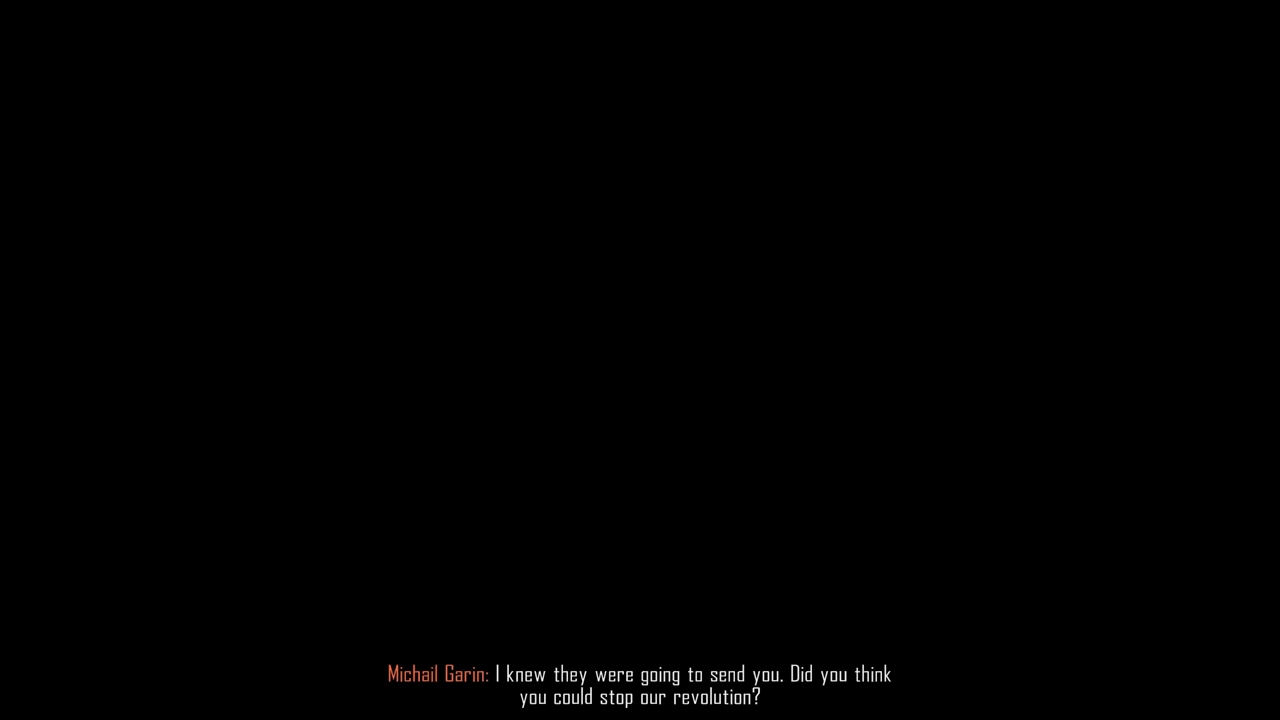 Michail Garin: I knew they were going to send you. Did you think
you could stop our revolution?